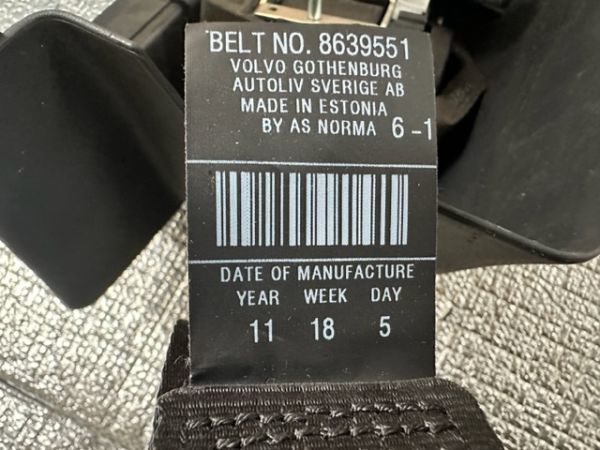 BELT NO. 8639551
VOLVO GOTHENBURG
AUTOLIV SVERIGE AB
MADE IN ESTONIA
BY AS NORMA 6-1
DATE OF MANUFACTURE
YEAR WEEK DAY
11 18 5